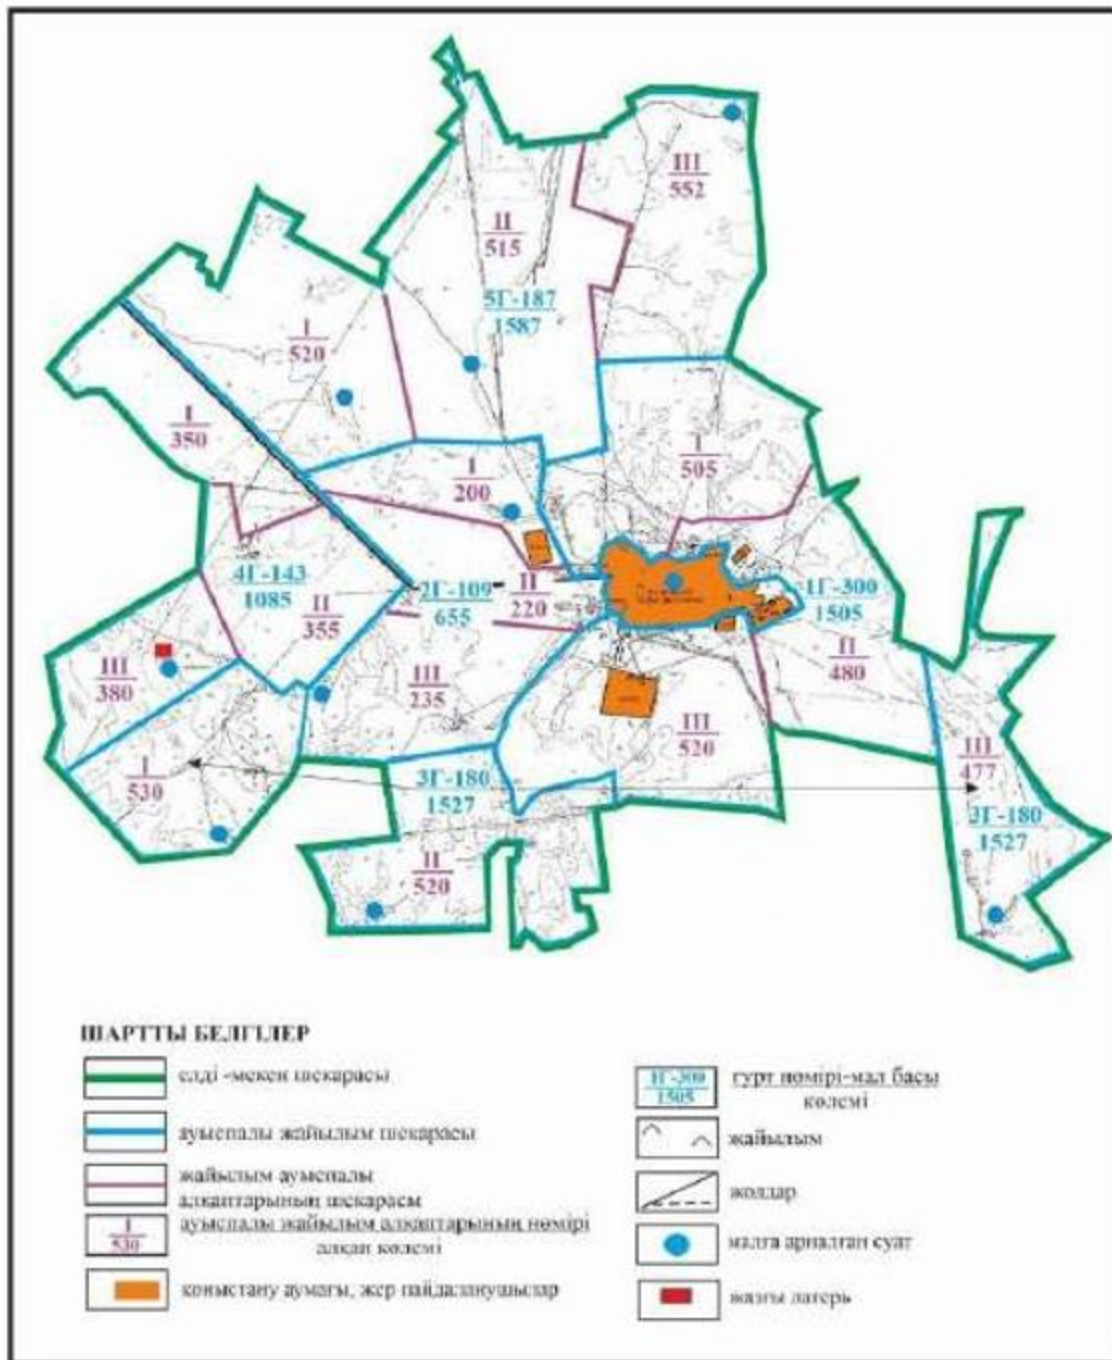 III
552
II
515
5Г-187
1587
I
520
I
350
I
505
I
200
4Г-143
1085
2Г-109
655
II
220
1Г-300
1505
II
355
II
480
III
380
III
235
III
520
III
477
I
530
3Г-180
1527
3Г-180
1527
II
520
ШАРТТЫ БЕЛГІЛЕР
елді -мекен шекарасы
ауыспалы жайылым шекарасы
жайылым ауыспалы
алқаптарының шекарасы
I
530
ауыспалы жайылым алқаптарының нөмірі
алқап көлемі
қоныстану аумағы, жер пайдаланушылар
1Г-300
1505
гурт нөмірі-мал басы
көлемі
жайылым
жолдар
малға арналған суат
жазғы лагерь